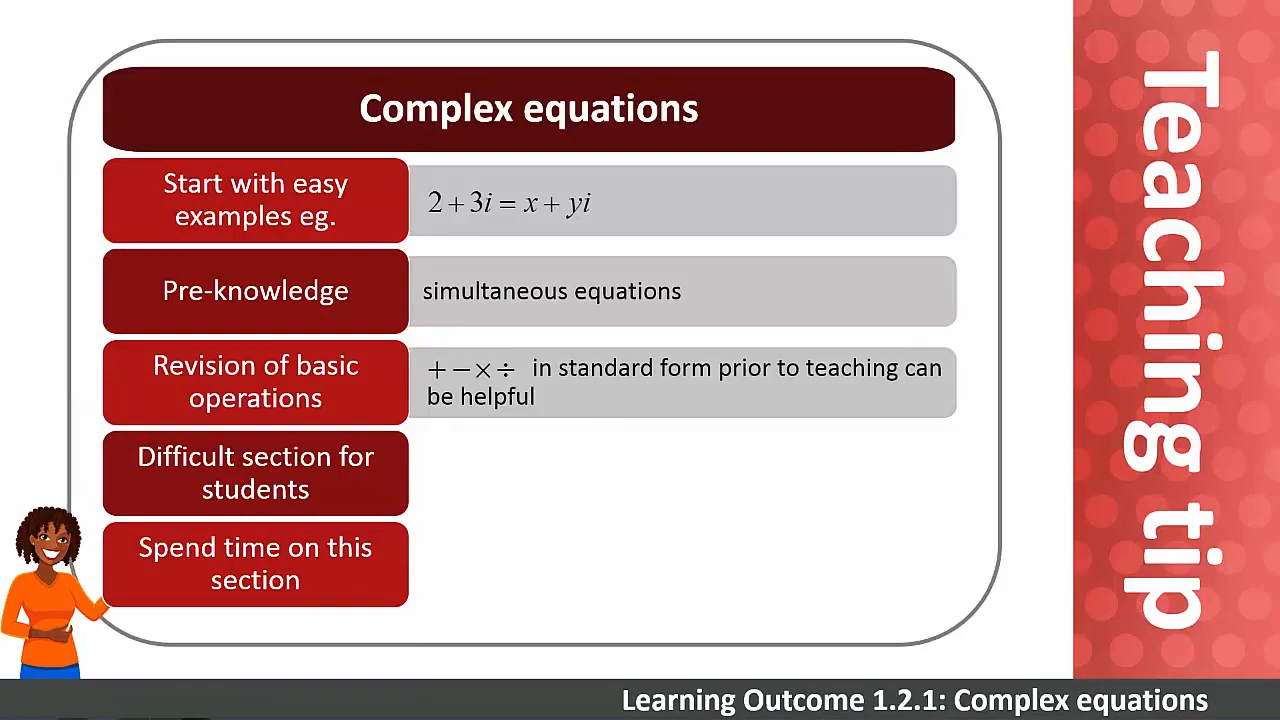 Complex equations
Start with easy
examples eg.
2 + 3i = x + yi
Pre-knowledge
simultaneous equations
Revision of basic
operations
+ − × ÷ in standard form prior to teaching can
be helpful
Difficult section for
students
Spend time on this
section
Teaching tip
Learning Outcome 1.2.1: Complex equations